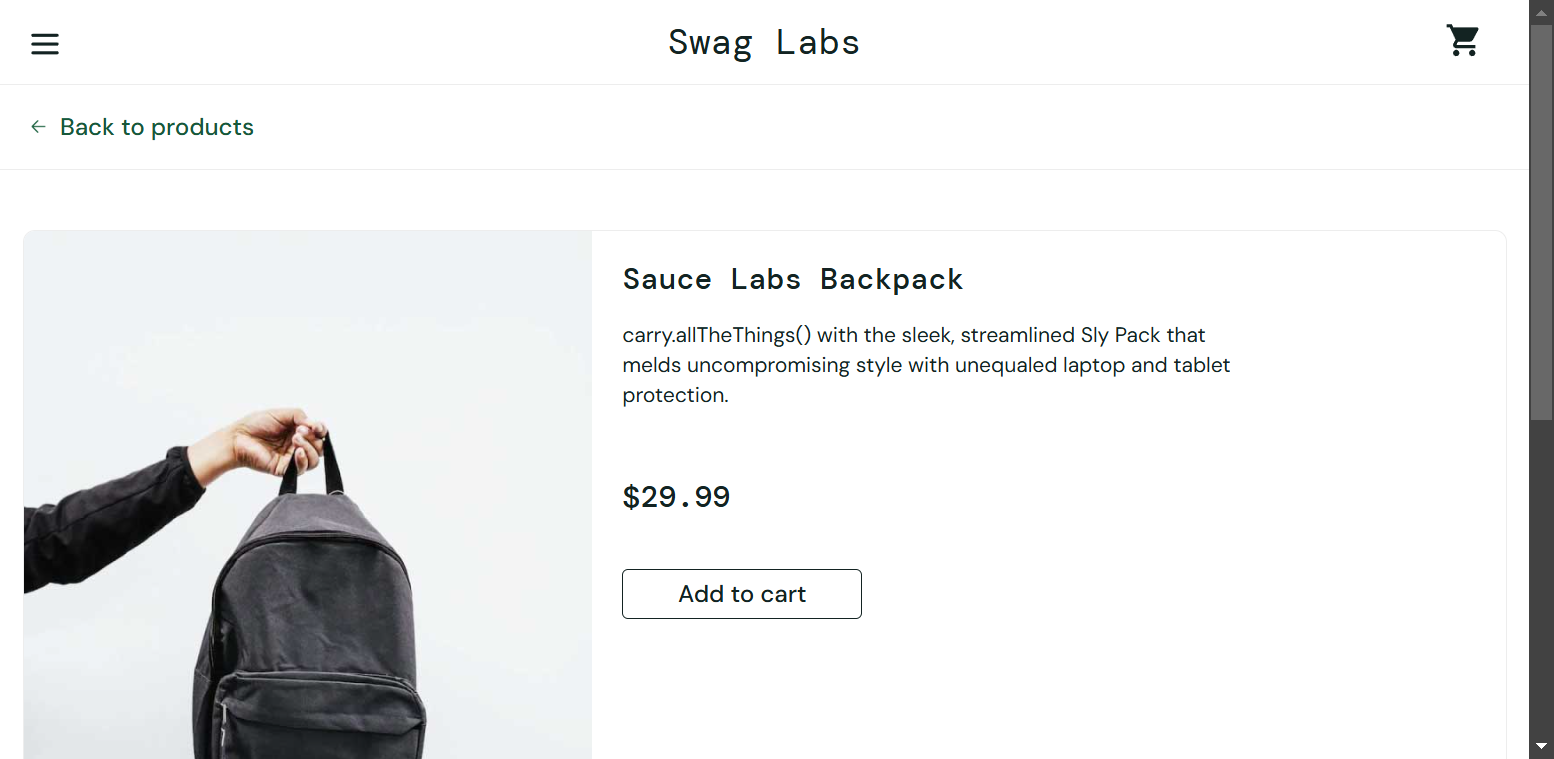 Swag Labs
Back to products
Sauce Labs Backpack
carry.allTheThings() with the sleek, streamlined Sly Pack that
melds uncompromising style with unequaled laptop and tablet
protection.
$29.99
Add to cart